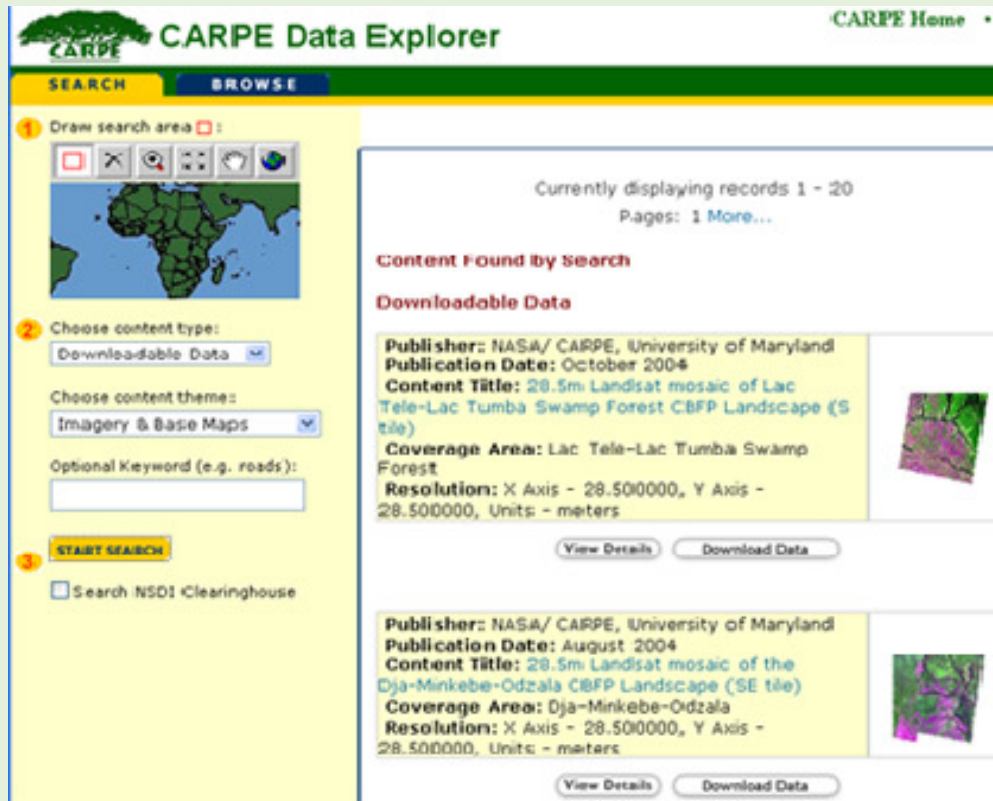 CARPE
CARPE Data Explorer
CARPE Home •
SEARCH
BROWSE
1 Draw search area :
2 Choose content type:
Downloadable Data
Choose content theme:
Imagery & Base Maps
Optional Keyword (e.g. roads):
3
START SEARCH
Search NSDI Clearinghouse
Currently displaying records 1 - 20
Pages: 1 More...
Content Found by Search
Downloadable Data
Publisher: NASA/ CARPE, University of Maryland
Publication Date: October 2004
Content Title: 28.5m Landsat mosaic of Lac
Tele-Lac Tumba Swamp Forest CBFP Landscape (S
tile)
Coverage Area: Lac Tele-Lac Tumba Swamp
Forest
Resolution: X Axis - 28.500000, Y Axis -
28.500000, Units - meters
View Details
Download Data
Publisher: NASA/ CARPE, University of Maryland
Publication Date: August 2004
Content Title: 28.5m Landsat mosaic of the
Dja-Minkebe-Odzala CBFP Landscape (SE tile)
Coverage Area: Dja-Minkebe-Odzala
Resolution: X Axis - 28.500000, Y Axis -
28.500000, Units - meters
View Details
Download Data